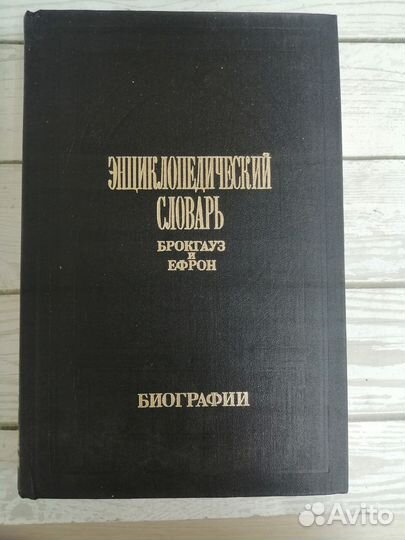 ЭНЦИКЛОПЕДИЧЕСКИЙ
СЛОВАРЬ
БРОКГАУЗ
И
ЕФРОН
БИОГРАФИИ
Avito